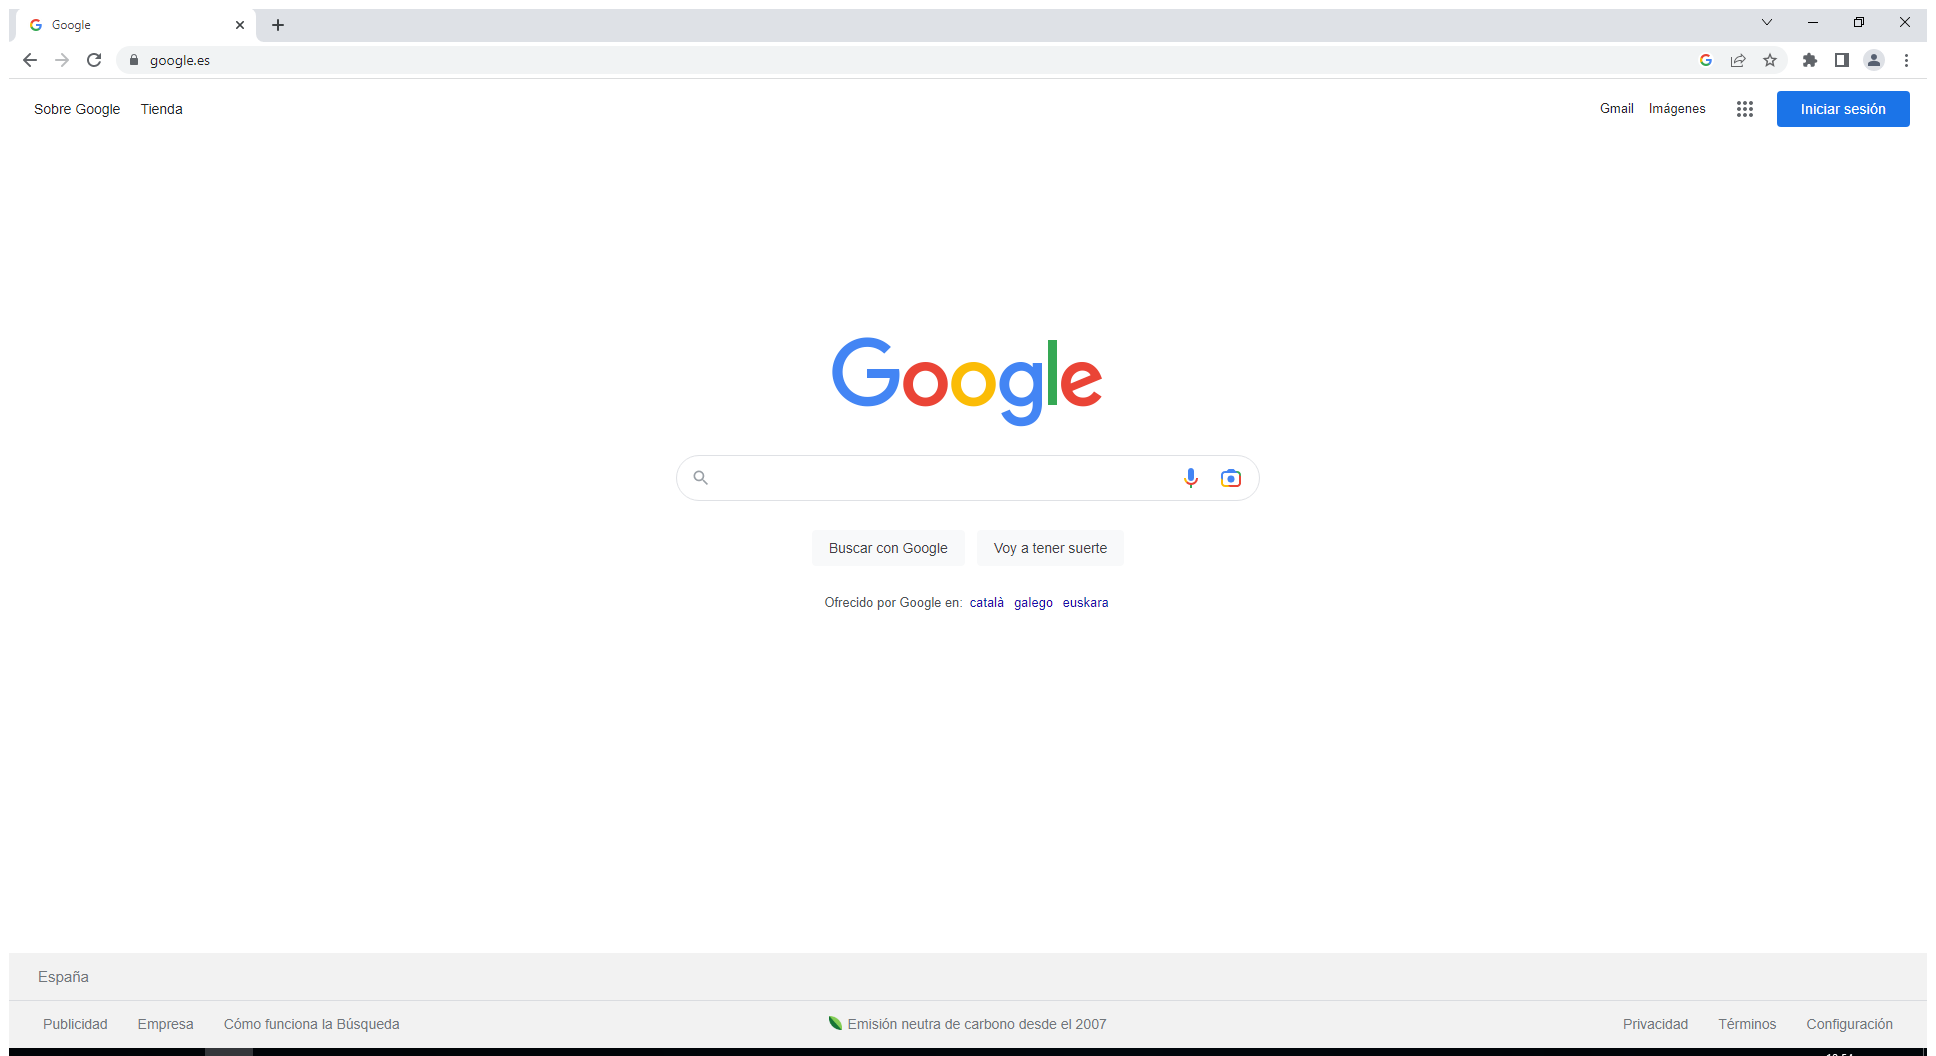 Google
google.es
Sobre Google Tienda
Gmail Imágenes Iniciar sesión
Google
Buscar con Google Voy a tener suerte
Ofrecido por Google en: català galego euskara
España
Publicidad Empresa Cómo funciona la Búsqueda Emisión neutra de carbono desde el 2007 Privacidad Términos Configuración